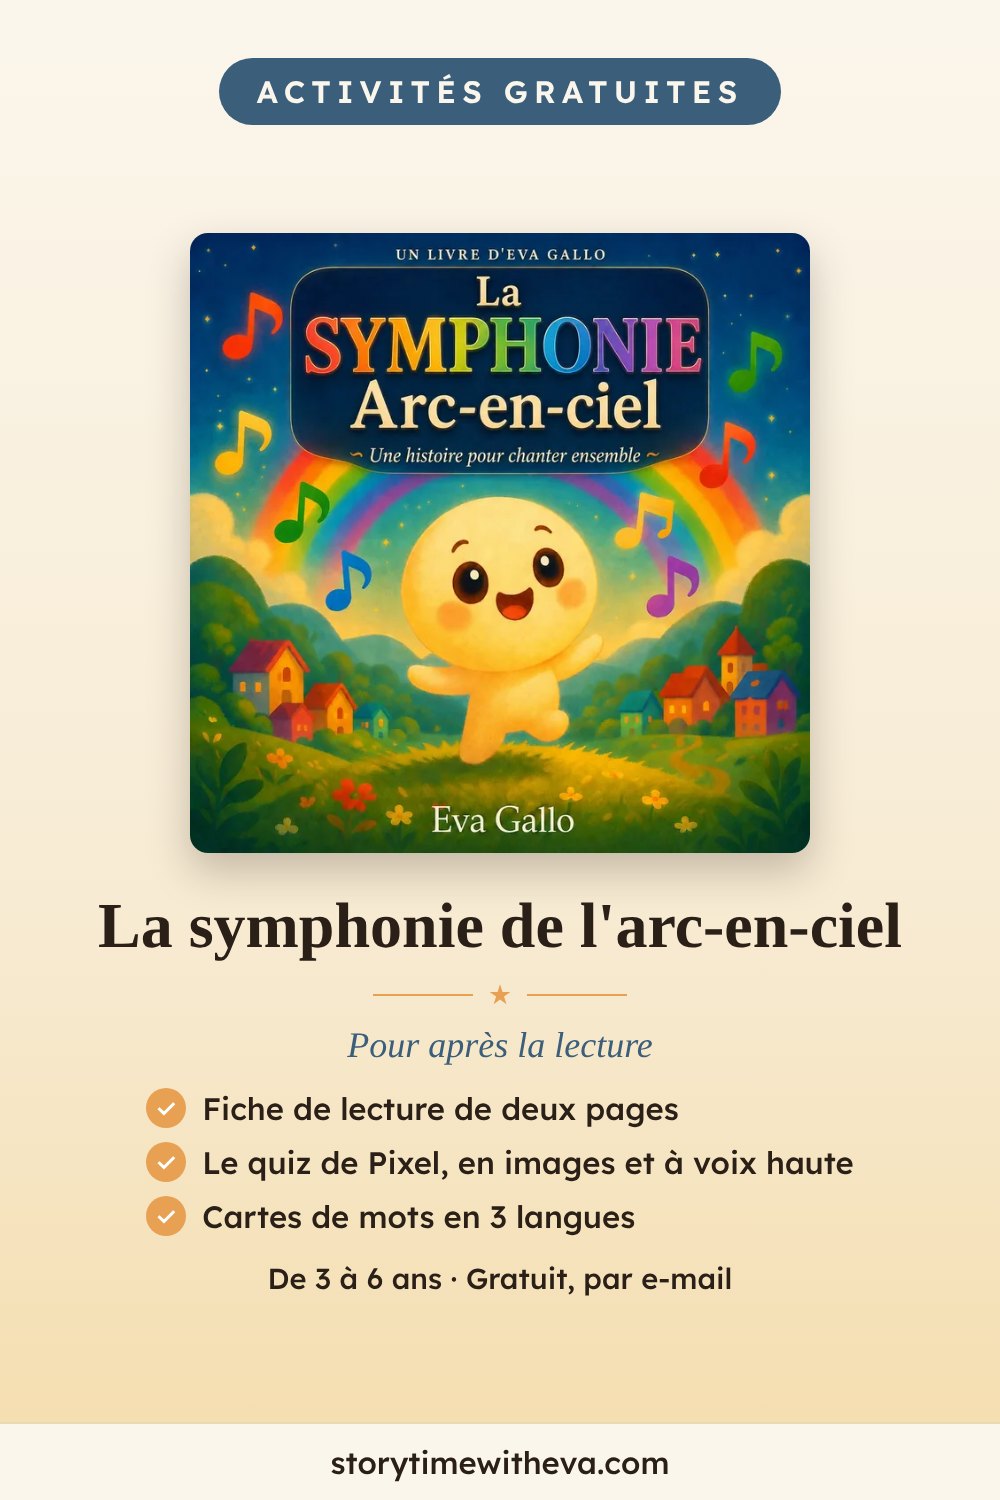 ACTIVITÉS GRATUITES
UN LIVRE D'EVA GALLO
La
SYMPHONIE
Arc-en-ciel
~ Une histoire pour chanter ensemble ~
Eva Gallo
La symphonie de l'arc-en-ciel
Pour après la lecture
Fiche de lecture de deux pages
Le quiz de Pixel, en images et à voix haute
Cartes de mots en 3 langues
De 3 à 6 ans · Gratuit, par e-mail
storytimewitheva.com